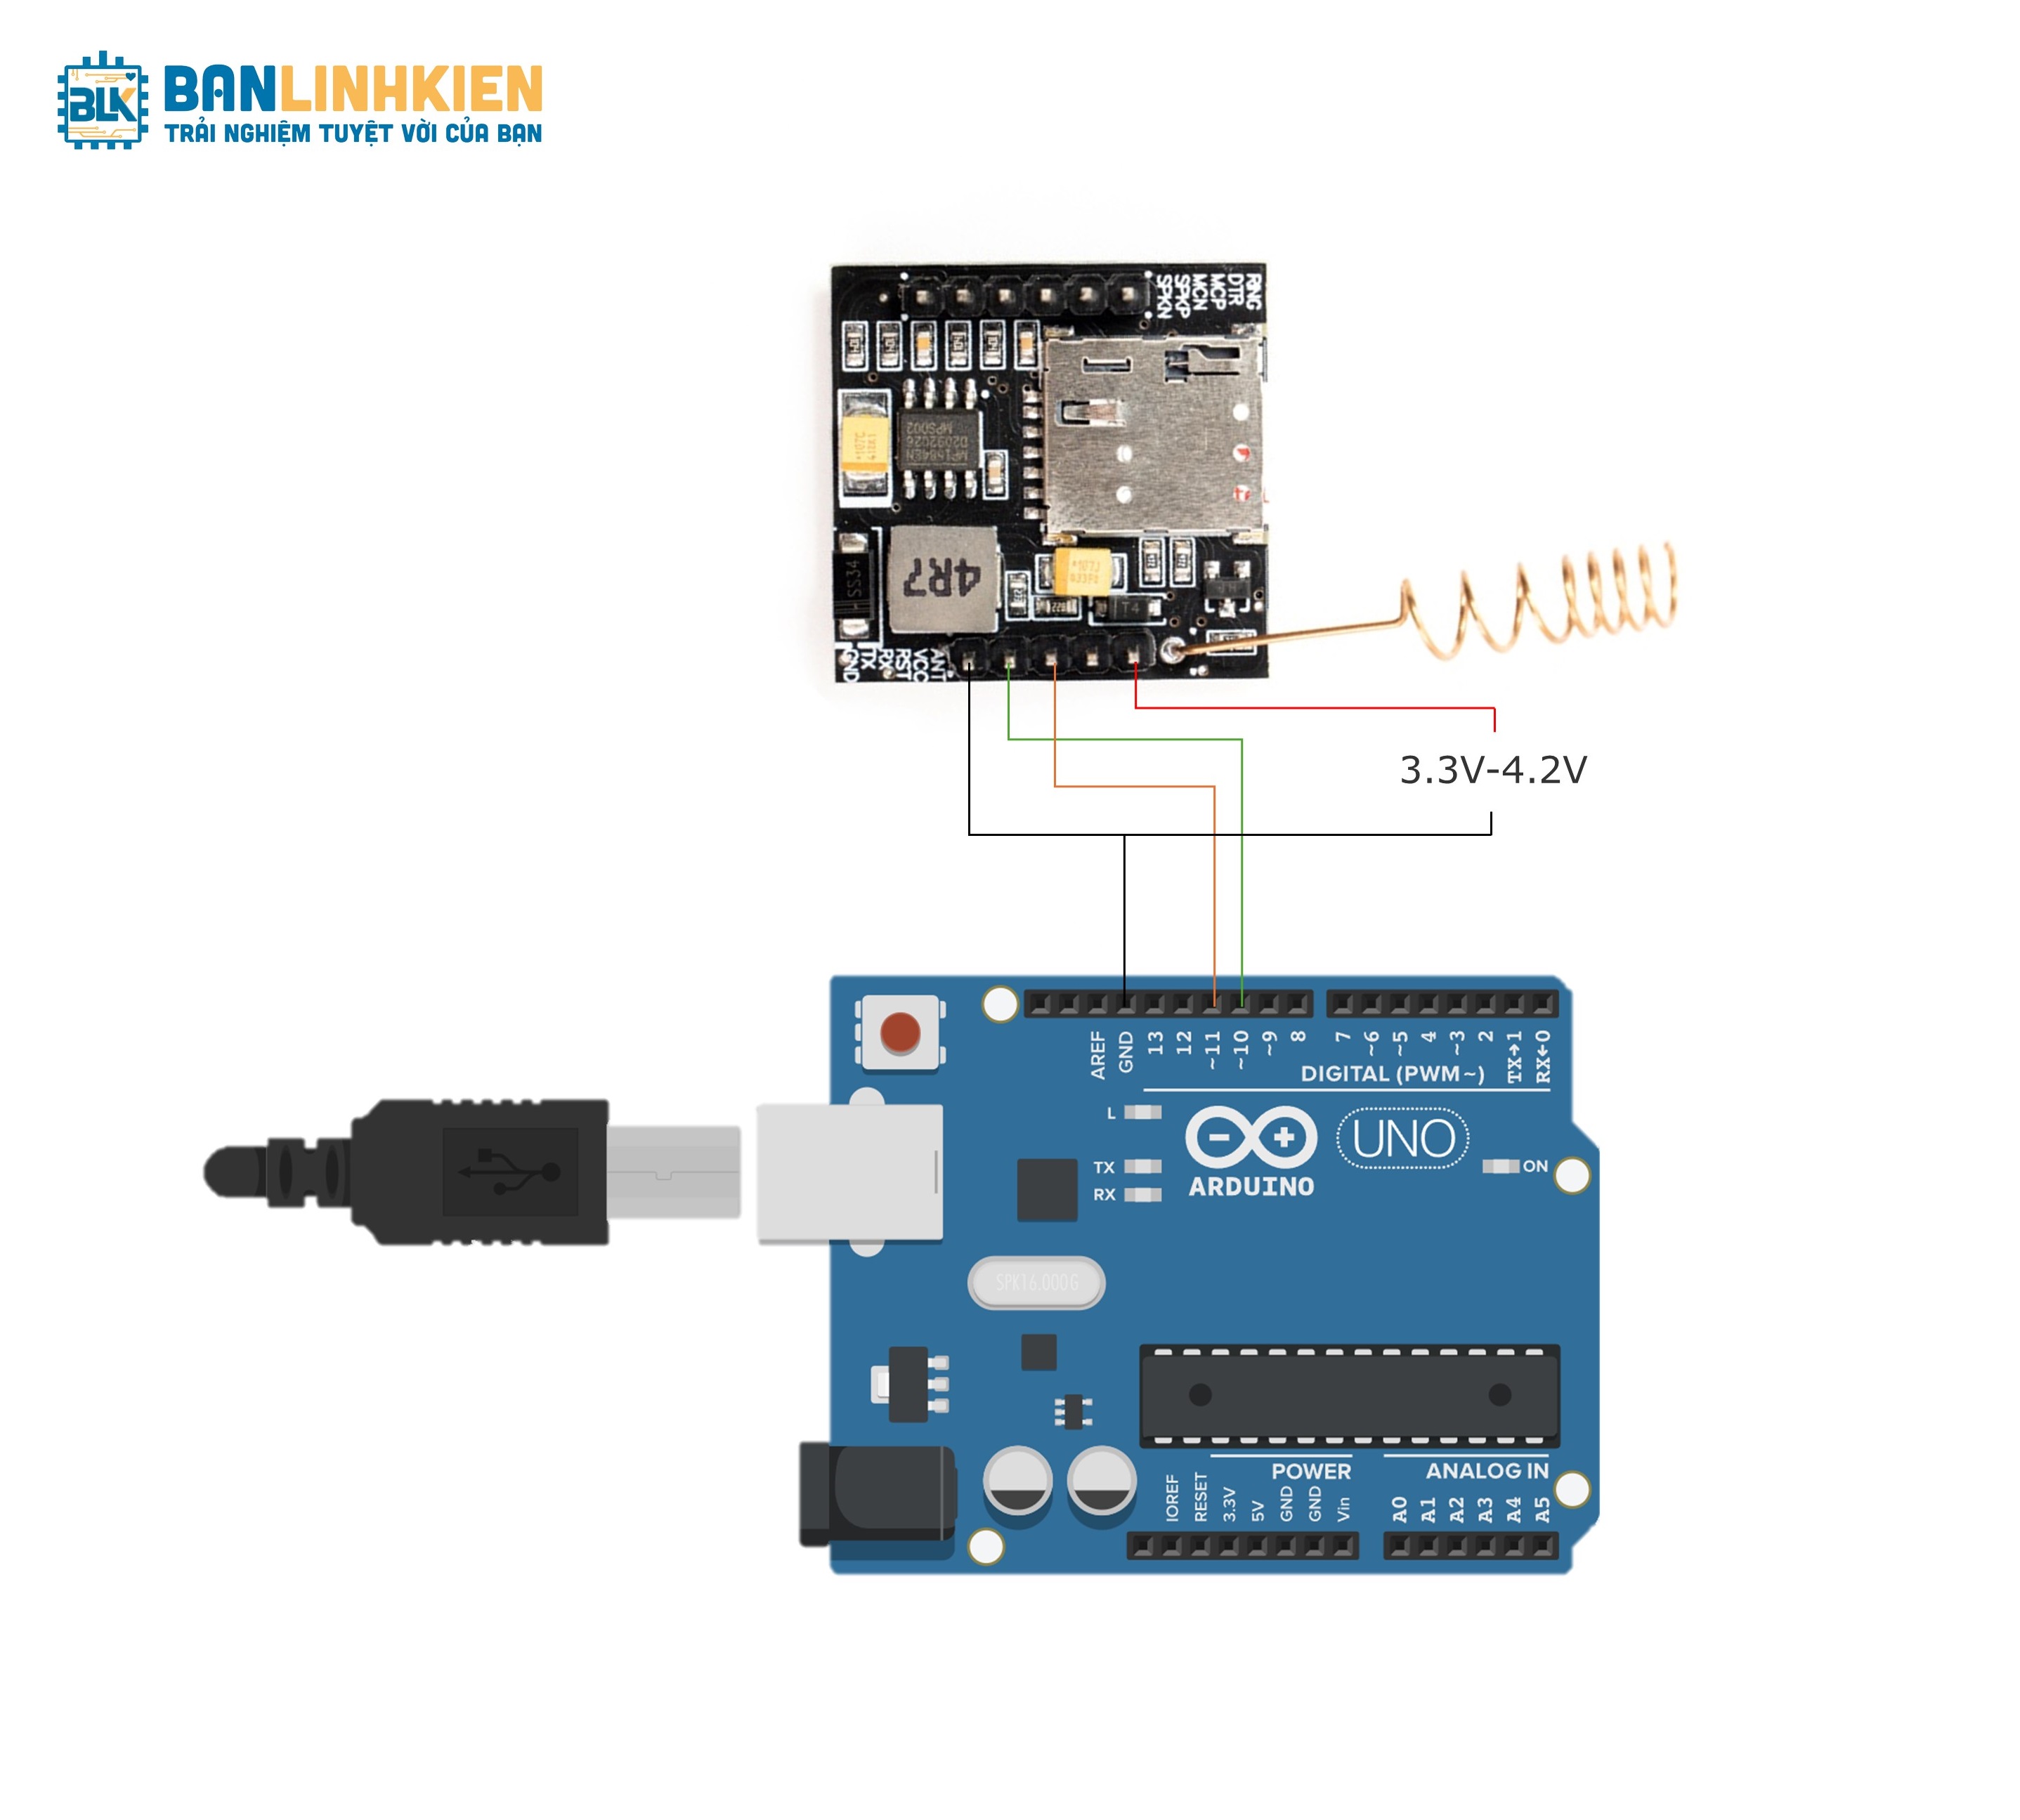 BLK
BANLINHKIEN
TRẢI NGHIỆM TUYỆT VỜI CỦA BẠN
RING
DTR
MCP
MCN
SPKP
SPKN
4R7
SS34
T4
GND
TX
RX
RST
VCC
ANT
3.3V-4.2V
AREF
GND
13
12
~11
~10
~9
8
7
~6
~5
4
~3
2
TX→1
RX←0
DIGITAL (PWM~)
L
TX
RX
ARDUINO
UNO
ON
SPK16.000G
POWER
ANALOG IN
IOREF
RESET
3.3V
5V
GND
GND
Vin
A0
A1
A2
A3
A4
A5